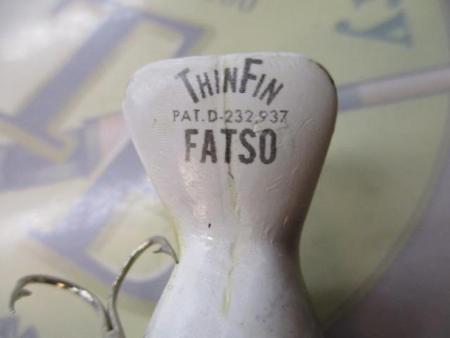 THINFIN
PAT. D-232,937
FATSO